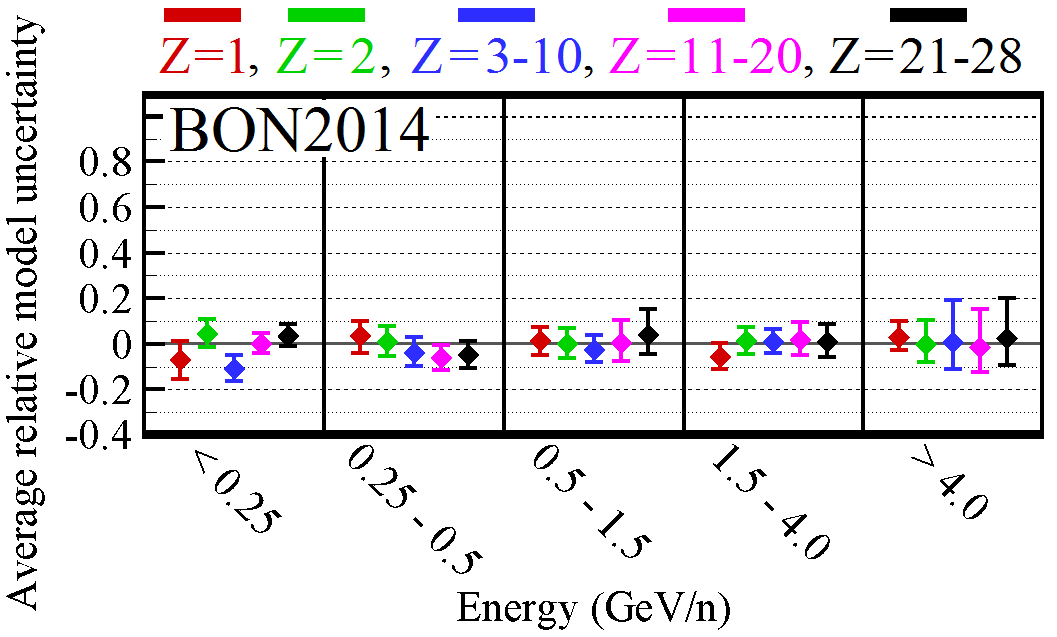 Z=1, Z=2, Z=3-10, Z=11-20, Z=21-28
BON2014
Average relative model uncertainty
0.8
0.6
0.4
0.2
0
-0.2
-0.4
< 0.25
0.25 - 0.5
0.5 - 1.5
1.5 - 4.0
> 4.0
Energy (GeV/n)